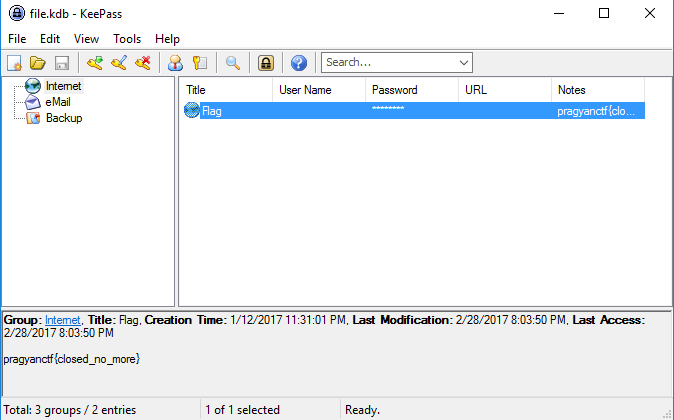 file.kdb - KeePass
File Edit View Tools Help
Search...
Internet
eMail
Backup
Title User Name Password URL Notes
Flag ******** pragyanctf{clo...
Group: Internet, Title: Flag, Creation Time: 1/12/2017 11:31:01 PM, Last Modification: 2/28/2017 8:03:50 PM, Last Access:
2/28/2017 8:03:50 PM
pragyanctf{closed_no_more}
Total: 3 groups / 2 entries 1 of 1 selected Ready.